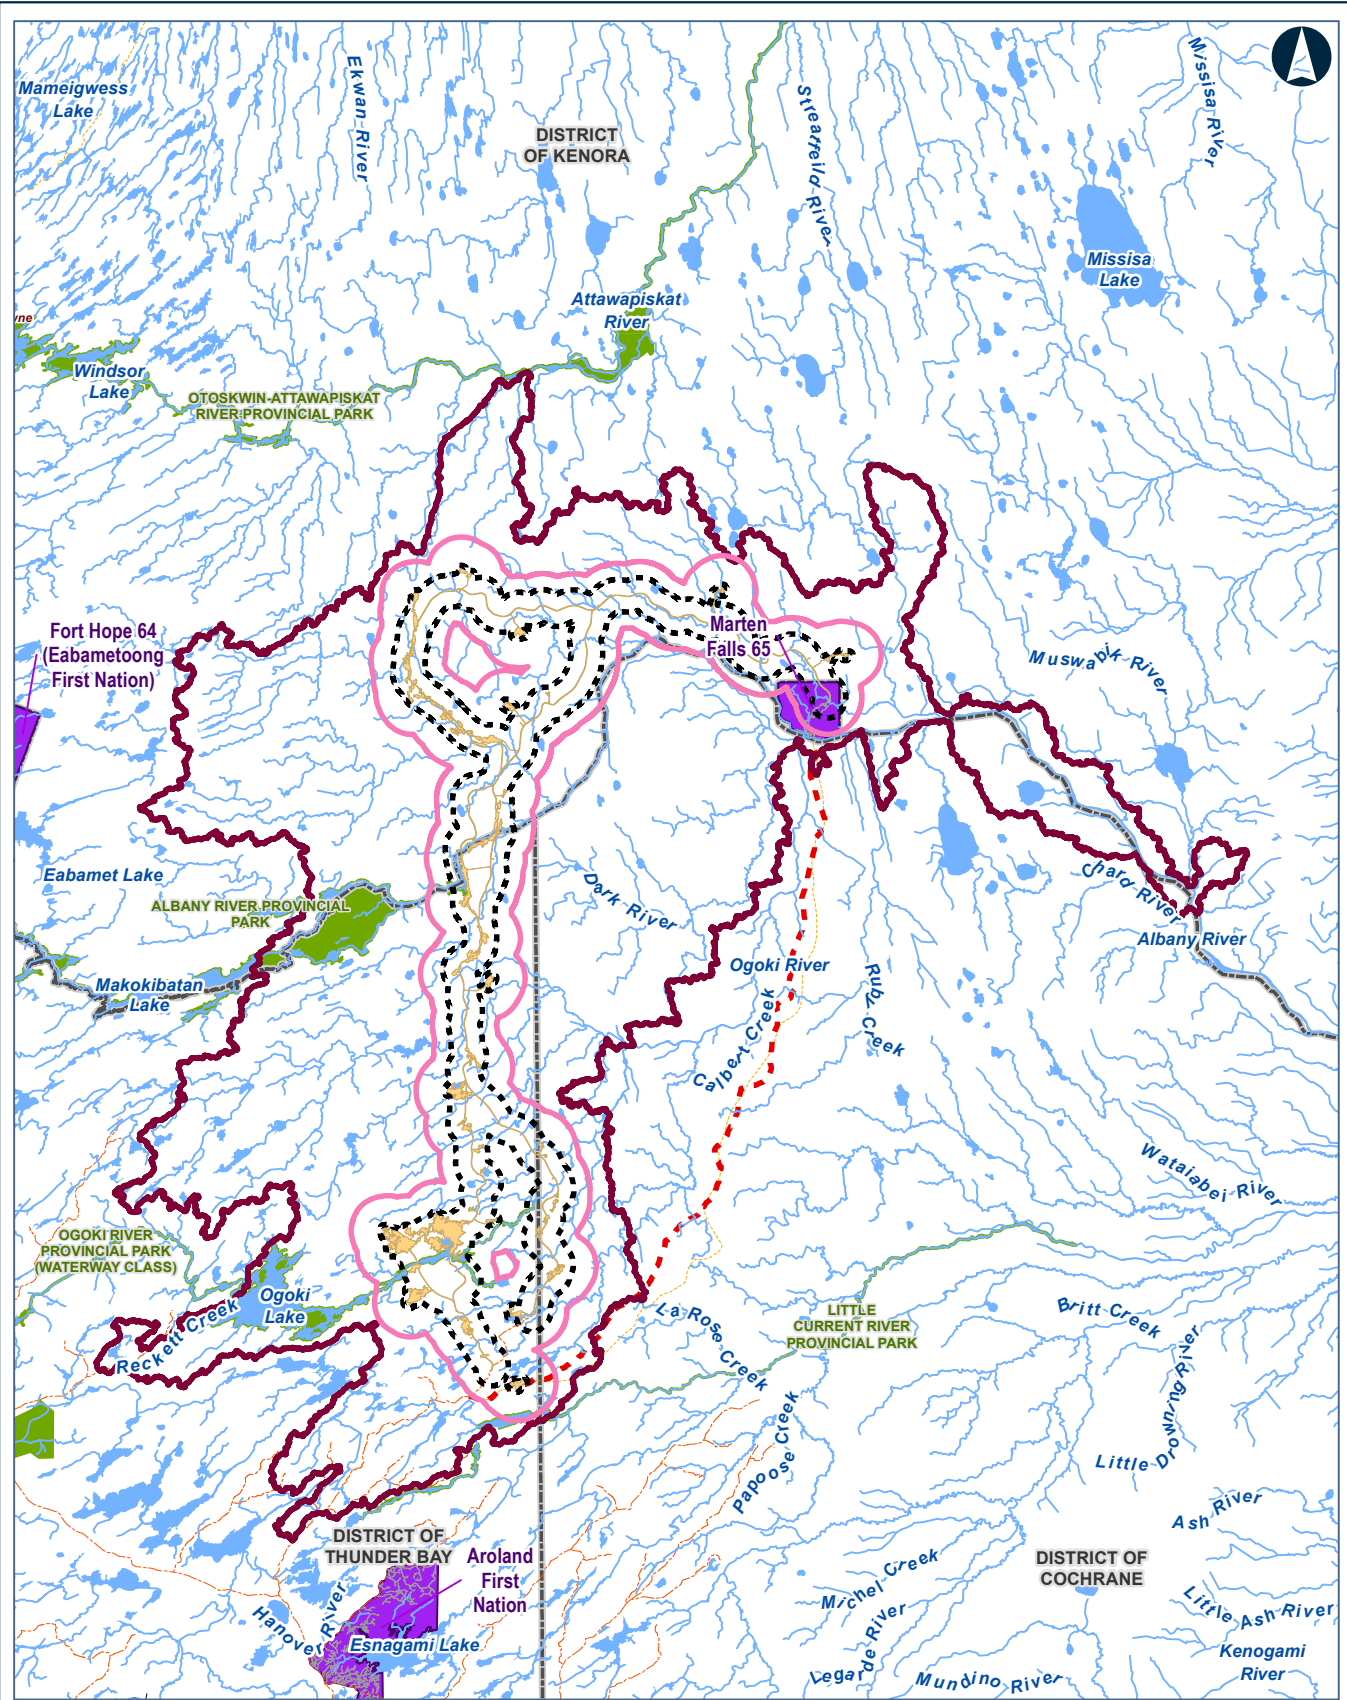 Mameigwess
Lake
Ekwan River
DISTRICT
OF KENORA
Missisa River
Missisa
Lake
Attawapiskat
River
Windsor
Lake
OTOSKWIN-ATTAWAPISKAT
RIVER PROVINCIAL PARK
Fort Hope 64
(Eabametoong
First Nation)
Marten
Falls 65
Muswabik River
Eabamet Lake
ALBANY RIVER PROVINCIAL
PARK
Dark River
Chard River
Albany River
Makokibatan
Lake
Ogoki River
Calbert Creek
Ruby Creek
Wataiabei River
OGOKI RIVER
PROVINCIAL PARK
(WATERWAY CLASS)
Ogoki
Lake
Reckett Creek
La Rose Creek
LITTLE
CURRENT RIVER
PROVINCIAL PARK
Britt Creek
Little Drowning River
Papoose Creek
Ash River
DISTRICT OF
THUNDER BAY
Aroland
First
Nation
DISTRICT OF
COCHRANE
Michel Creek
Hanover River
Esnagami Lake
Little Ash River
Legarde River
Mundino River
Kenogami
River